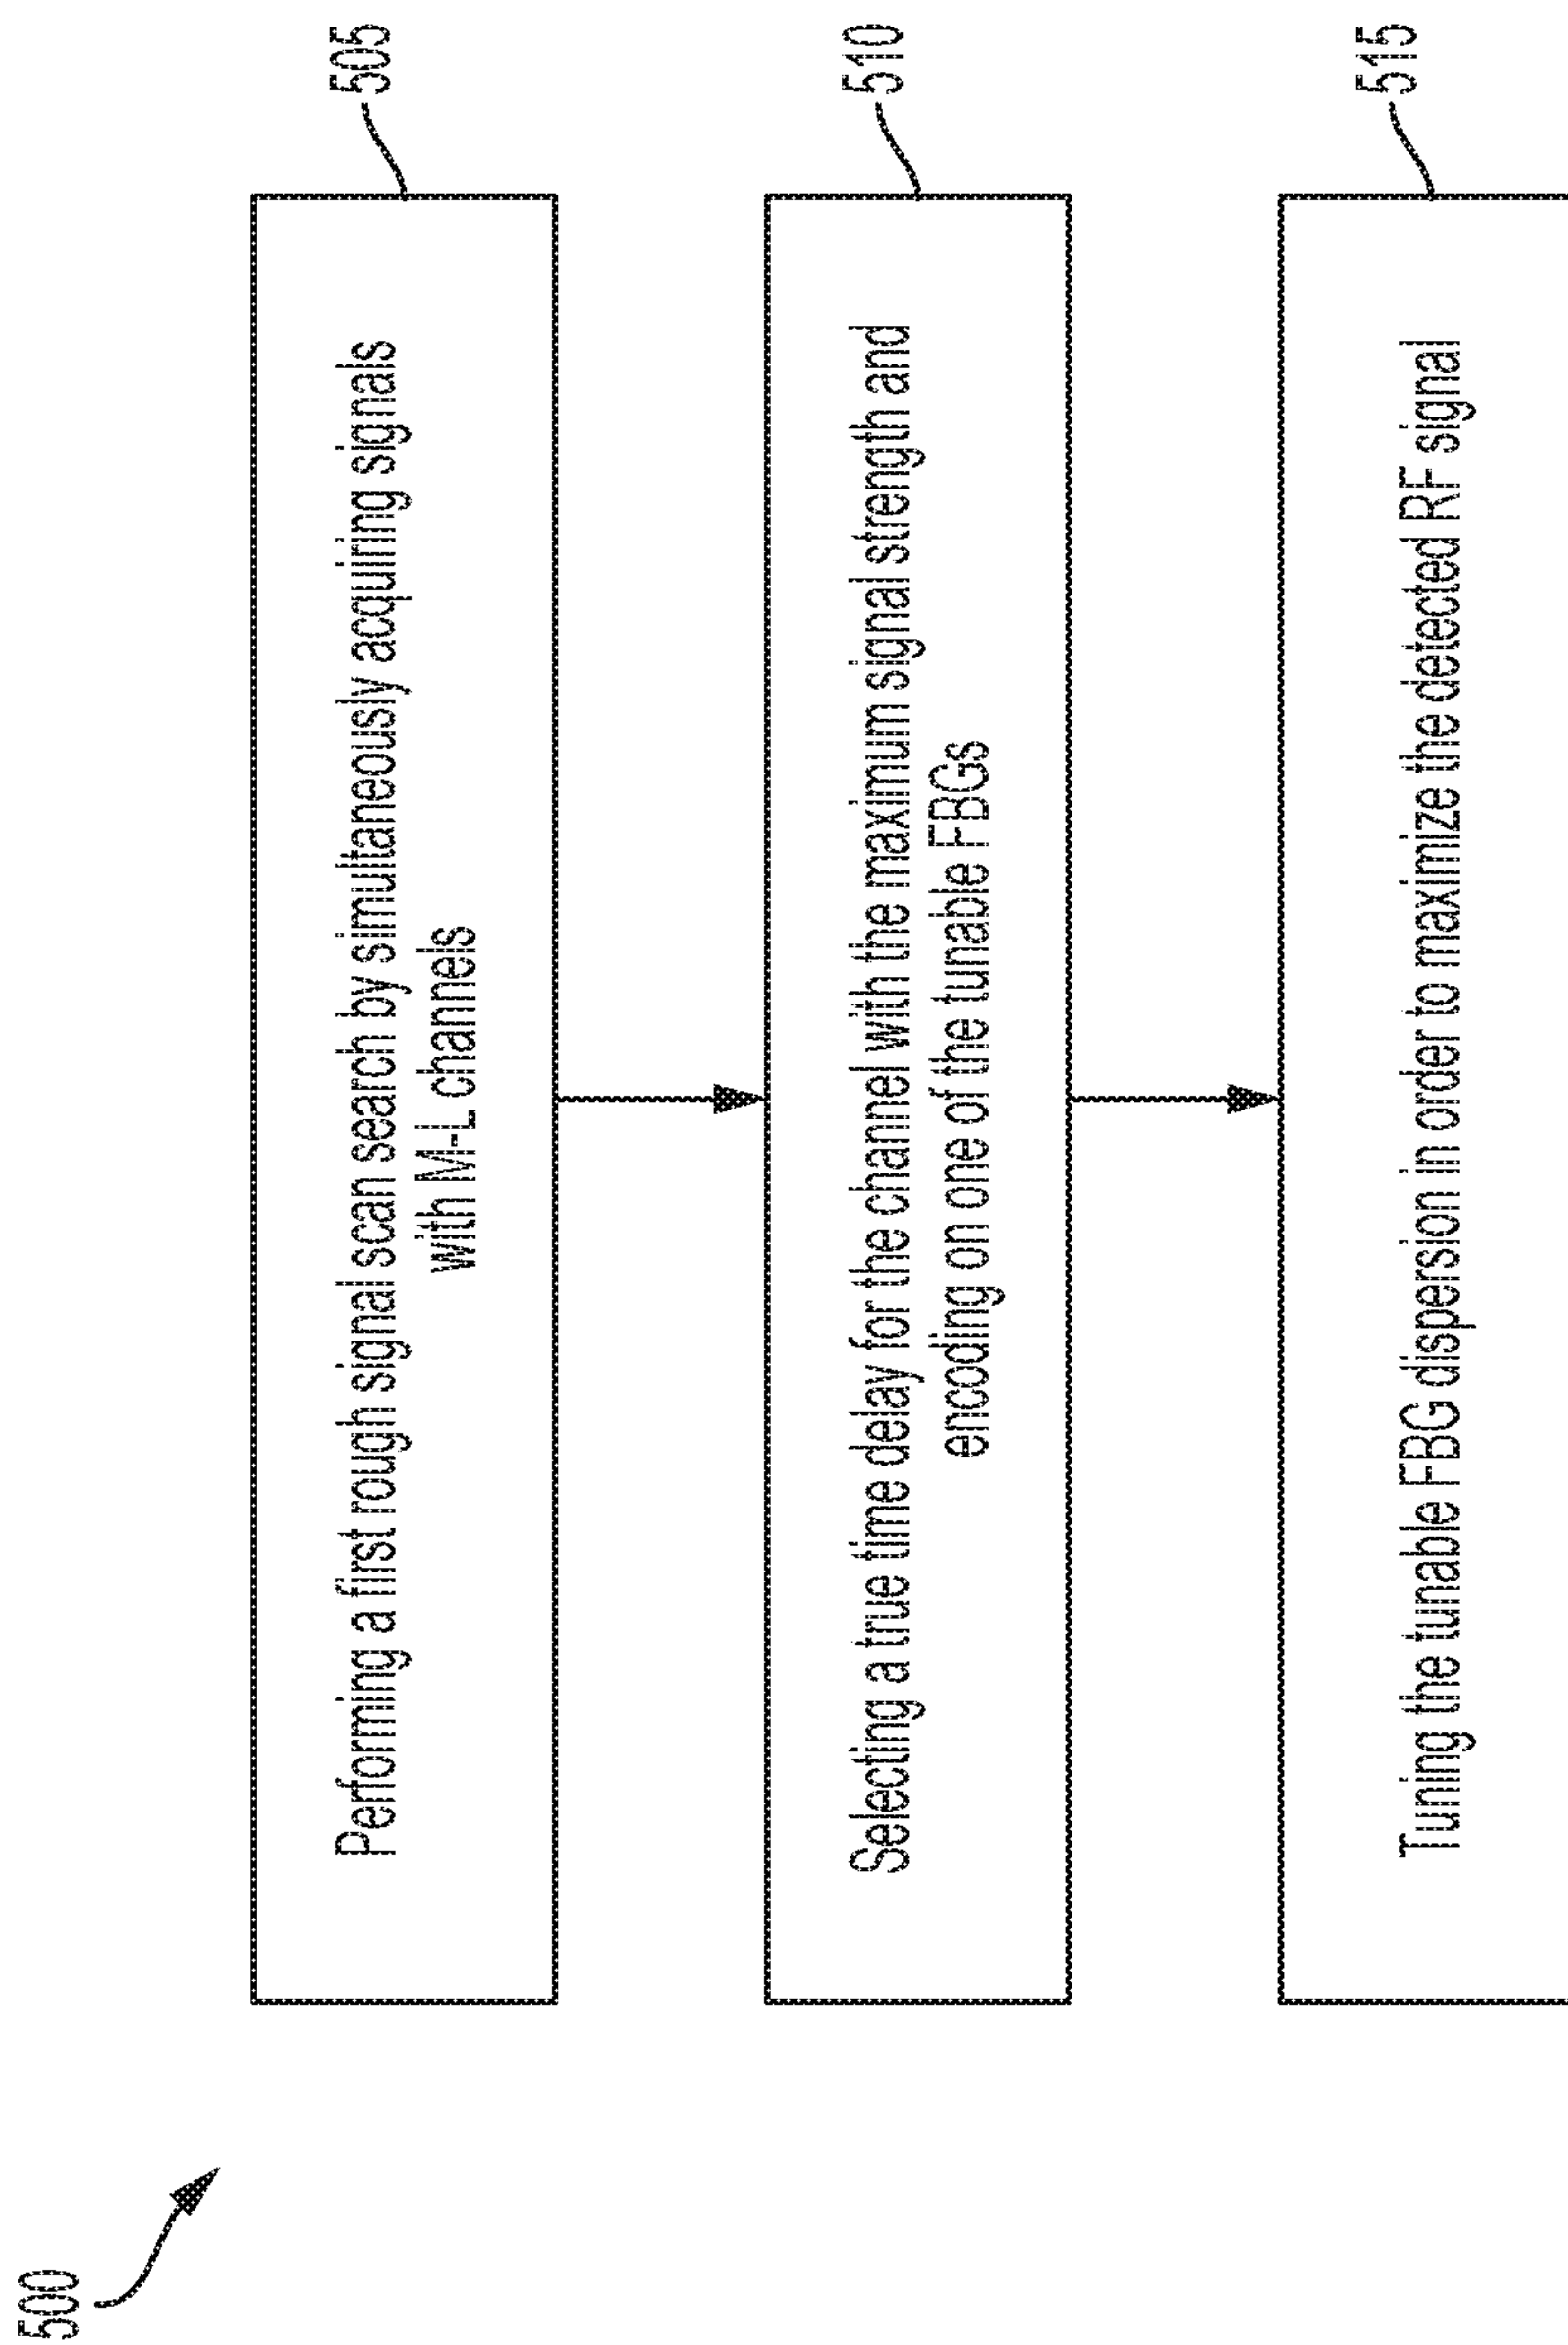 500
505
Performing a first rough signal scan search by simultaneously acquiring signals
with M-L channels
510
Selecting a true time delay for the channel with the maximum signal strength and
encoding on one of the tunable FBGs
515
Tuning the tunable FBG dispersion in order to maximize the detected RF signal